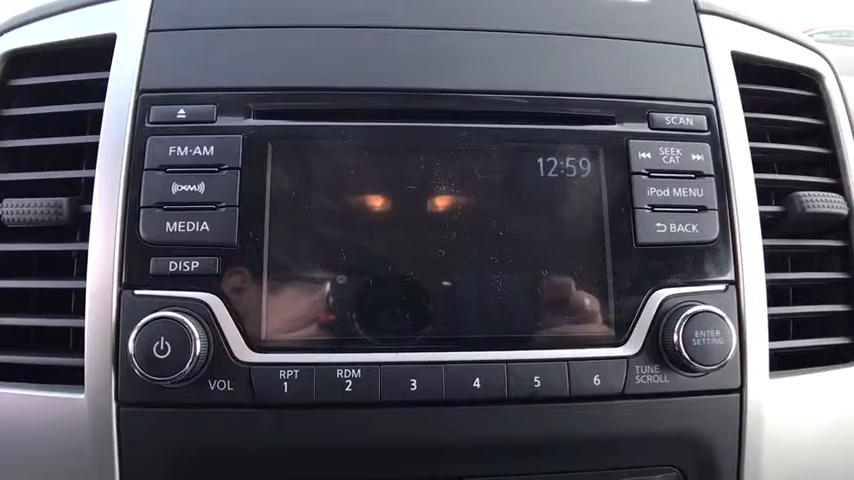 SCAN
FM-AM
SEEK
CAT
12:59
((XM))
iPod MENU
MEDIA
BACK
DISP
ENTER
SETTING
VOL
RPT
1
RDM
2
3
4
5
6
TUNE
SCROLL